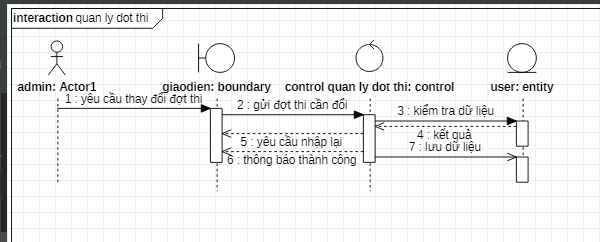 interaction quan ly dot thi
admin: Actor1
giaodien: boundary
control quan ly dot thi: control
user: entity
1 : yêu cầu thay đổi đợt thi
2 : gửi đợt thi cần đổi
3 : kiểm tra dữ liệu
4 : kết quả
5 : yêu cầu nhập lại
7 : lưu dữ liệu
6 : thông báo thành công